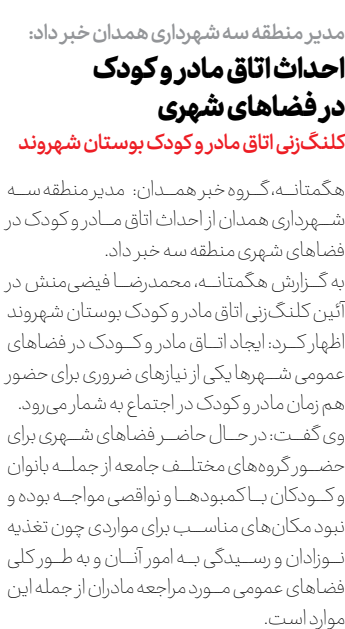 مدیر منطقه سه شهرداری همدان خبر داد:
احداث اتاق مادر و کودک
در فضاهای شهری
کلنگ‌زنی اتاق مادر و کودک بوستان شهروند
هگمتانه، گروه خبر همدان: مدیر منطقه سه
شهرداری همدان از احداث اتاق مادر و کودک در
فضاهای شهری منطقه سه خبر داد.
به گزارش هگمتانه، محمدرضا فیضی‌منش در
آئین کلنگ‌زنی اتاق مادر و کودک بوستان شهروند
اظهار کرد: ایجاد اتاق مادر و کودک در فضاهای
عمومی شهرها یکی از نیازهای ضروری برای حضور
هم زمان مادر و کودک در اجتماع به شمار می‌رود.
وی گفت: در حال حاضر فضاهای شهری برای
حضور گروه‌های مختلف جامعه از جمله بانوان
و کودکان با کمبودها و نواقصی مواجه بوده و
نبود مکان‌های مناسب برای مواردی چون تغذیه
نوزادان و رسیدگی به امور آنان و به طور کلی
فضاهای عمومی مورد مراجعه مادران از جمله این
موارد است.